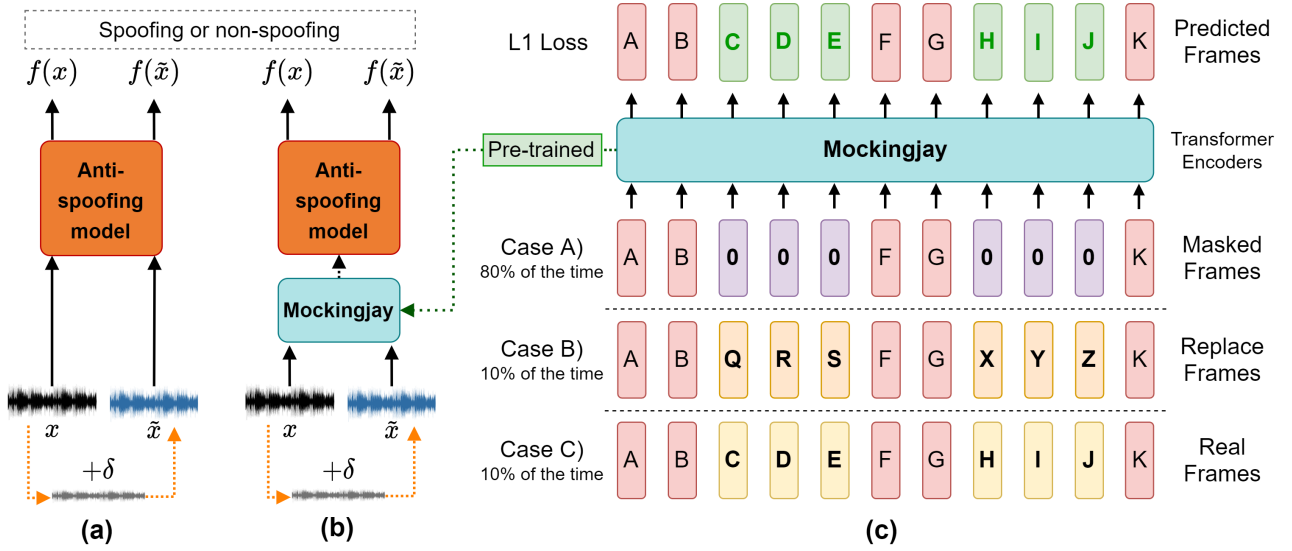 Spoofing or non-spoofing
f(x) f(x̃) f(x) f(x̃)
Anti-
spoofing
model
Anti-
spoofing
model
Mockingjay
x x̃
x x̃
+δ
+δ
(a)
(b)
L1 Loss
A B C D E F G H I J K
Predicted
Frames
Pre-trained
Mockingjay
Transformer
Encoders
Case A)
80% of the time
A B 0 0 0 F G 0 0 0 K
Masked
Frames
Case B)
10% of the time
A B Q R S F G X Y Z K
Replace
Frames
Case C)
10% of the time
A B C D E F G H I J K
Real
Frames
(c)